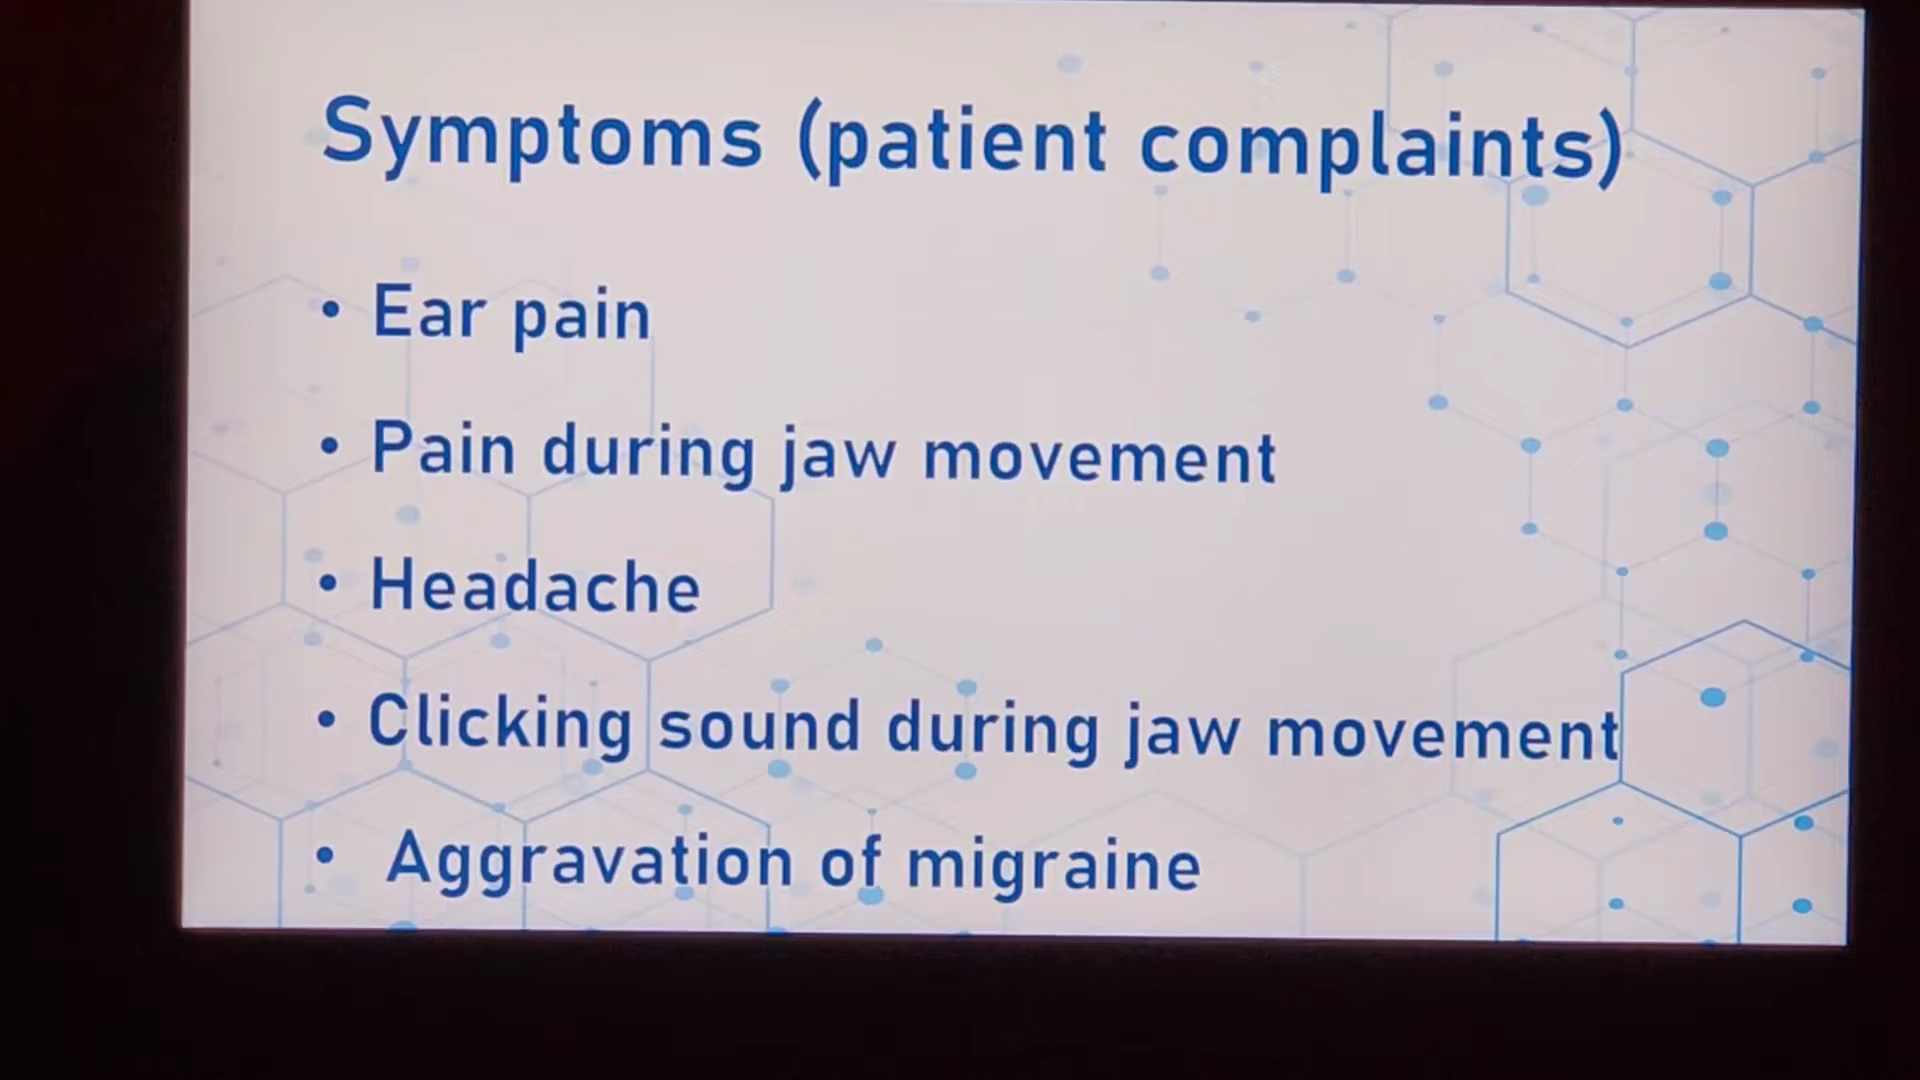 Symptoms (patient complaints)
• Ear pain
• Pain during jaw movement
• Headache
• Clicking sound during jaw movement
• Aggravation of migraine